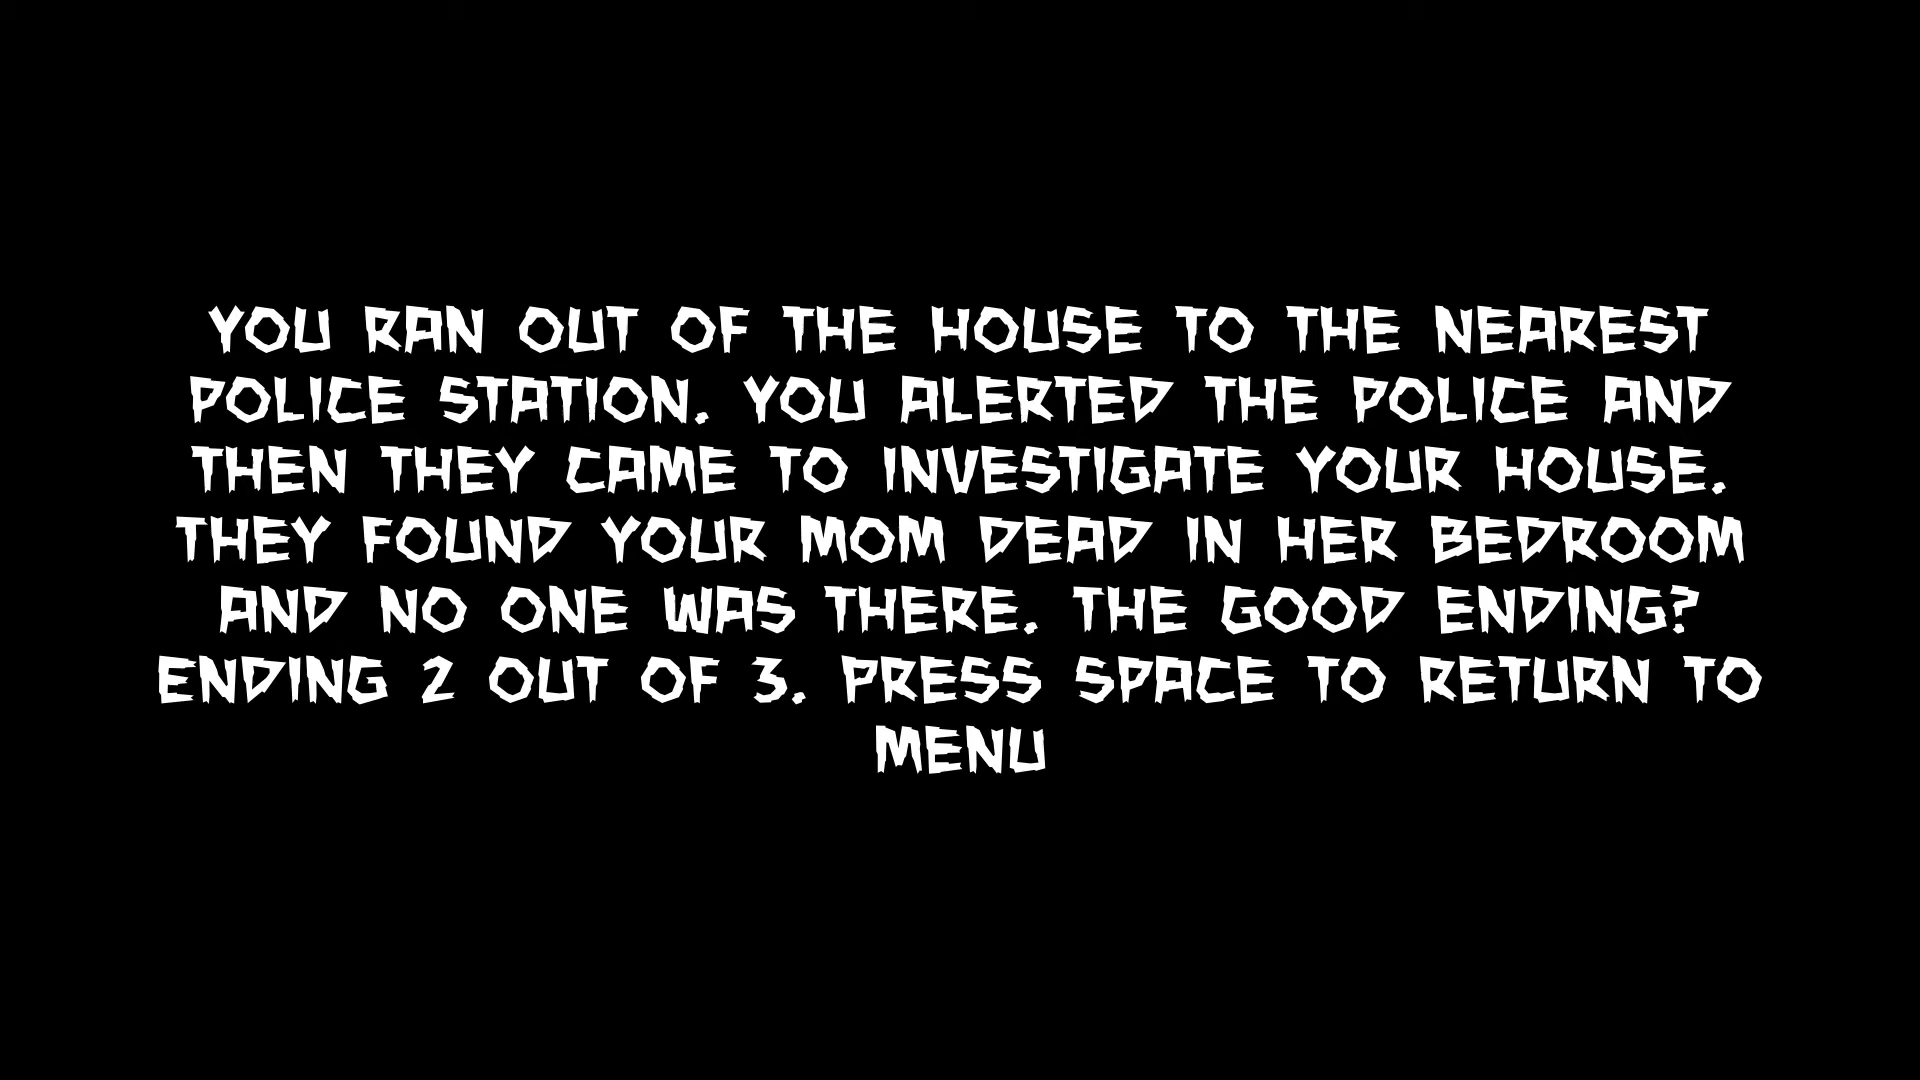 YOU RAN OUT OF THE HOUSE TO THE NEAREST
POLICE STATION. YOU ALERTED THE POLICE AND
THEN THEY CAME TO INVESTIGATE YOUR HOUSE.
THEY FOUND YOUR MOM DEAD IN HER BEDROOM
AND NO ONE WAS THERE. THE GOOD ENDING?
ENDING 2 OUT OF 3. PRESS SPACE TO RETURN TO
MENU